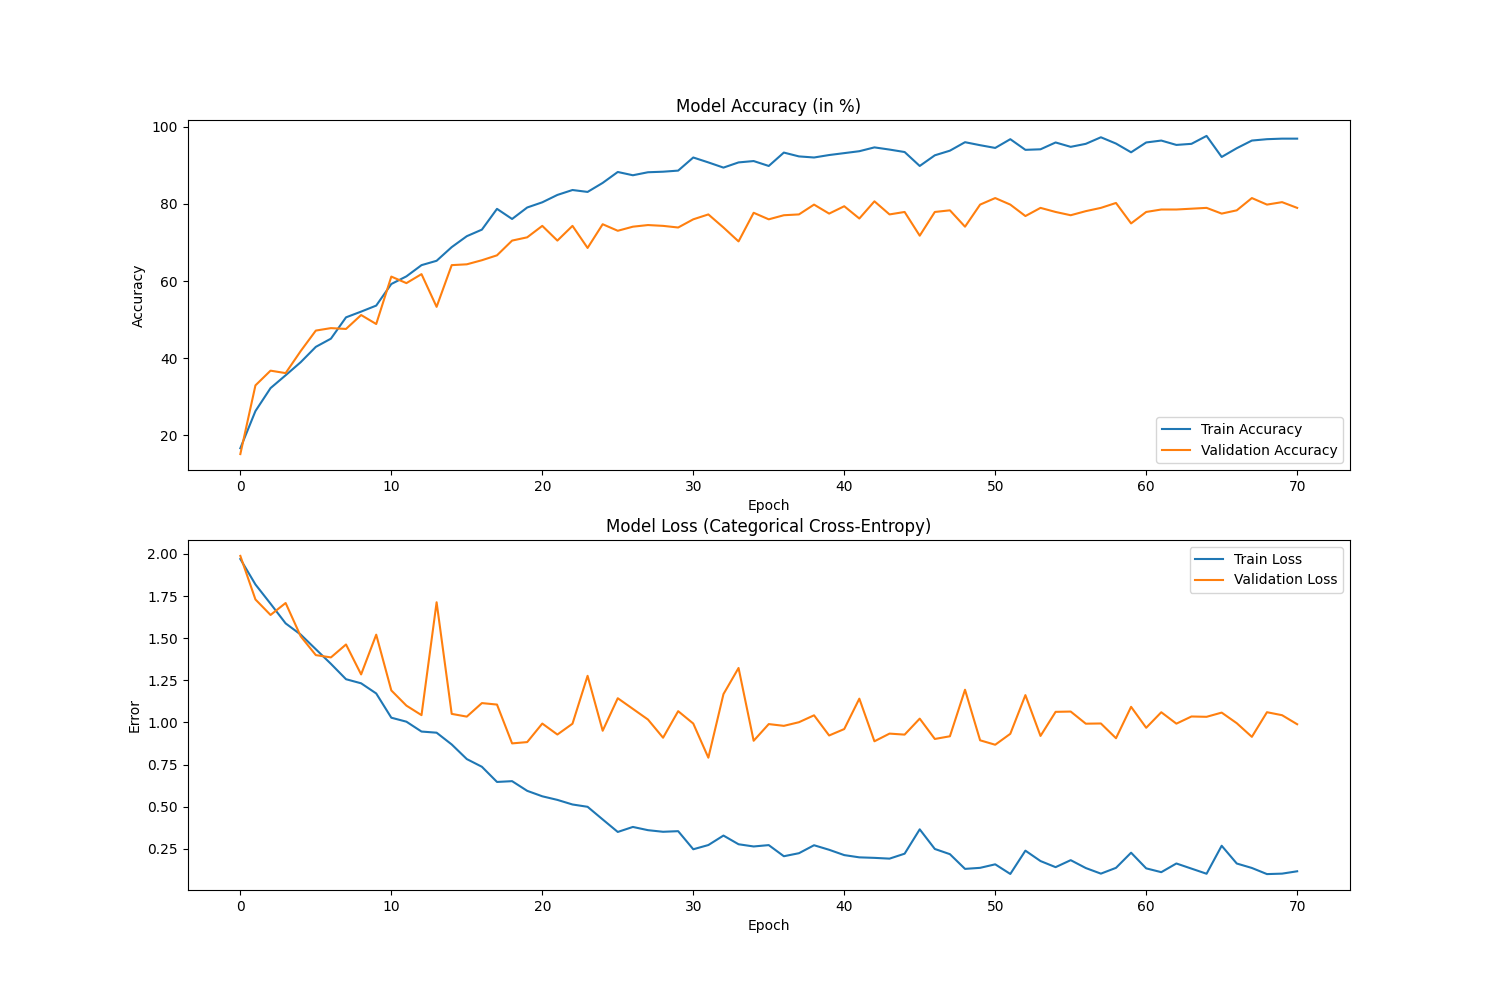 Model Accuracy (in %)
100
80
60
40
20
Accuracy
Train Accuracy
Validation Accuracy
0 10 20 30 40 50 60 70
Epoch
Model Loss (Categorical Cross-Entropy)
2.00
1.75
1.50
1.25
1.00
0.75
0.50
0.25
Error
Train Loss
Validation Loss
0 10 20 30 40 50 60 70
Epoch